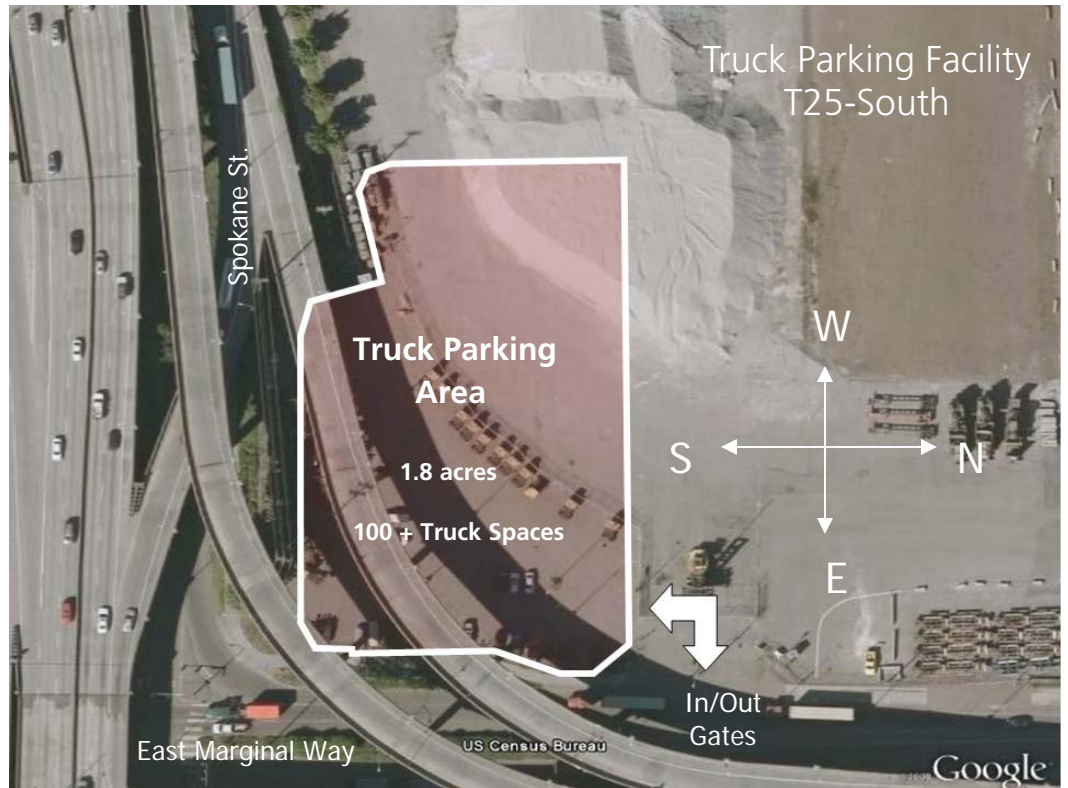 Truck Parking Facility
T25-South
Spokane St.
W
Truck Parking
Area
S
N
1.8 acres
100 + Truck Spaces
E
In/Out
Gates
East Marginal Way
US Census Bureau
Google